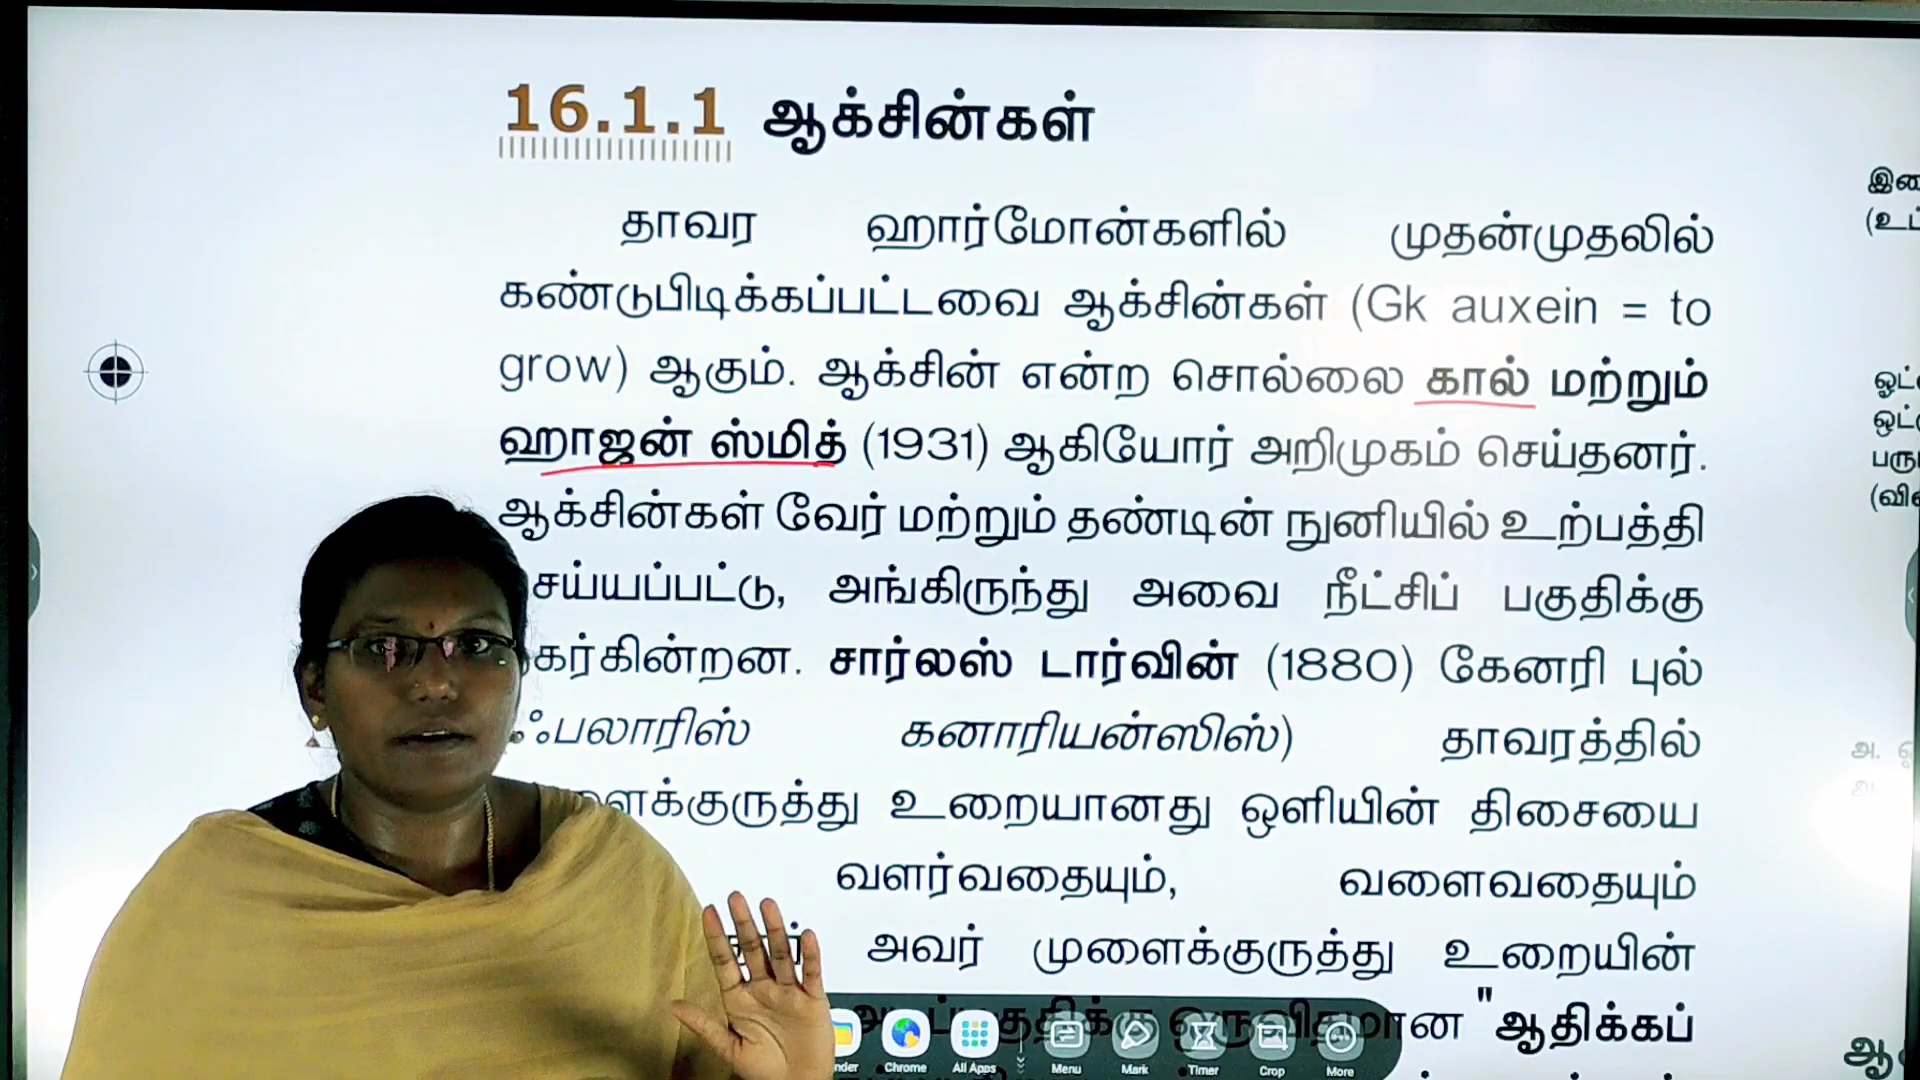 16.1.1 ஆக்சின்கள்
தாவர ஹார்மோன்களில் முதன்முதலில்
கண்டுபிடிக்கப்பட்டவை ஆக்சின்கள் (Gk auxein = to
grow) ஆகும். ஆக்சின் என்ற சொல்லை கால் மற்றும்
ஹாஜன் ஸ்மித் (1931) ஆகியோர் அறிமுகம் செய்தனர்.
ஆக்சின்கள் வேர் மற்றும் தண்டின் நுனியில் உற்பத்தி
செய்யப்பட்டு, அங்கிருந்து அவை நீட்சிப் பகுதிக்கு
கர்கின்றன. சார்லஸ் டார்வின் (1880) கேனரி புல்
ஃபலாரிஸ் கனாரியன்ஸிஸ்) தாவரத்தில்
ளைக்குருத்து உறையானது ஒளியின் திசையை
வளர்வதையும், வளைவதையும்
அவர் முளைக்குருத்து உறையின்
ஒருவிதமான "ஆதிக்கப்
Chrome
All Apps
Menu
Mark
Timer
Crop
More